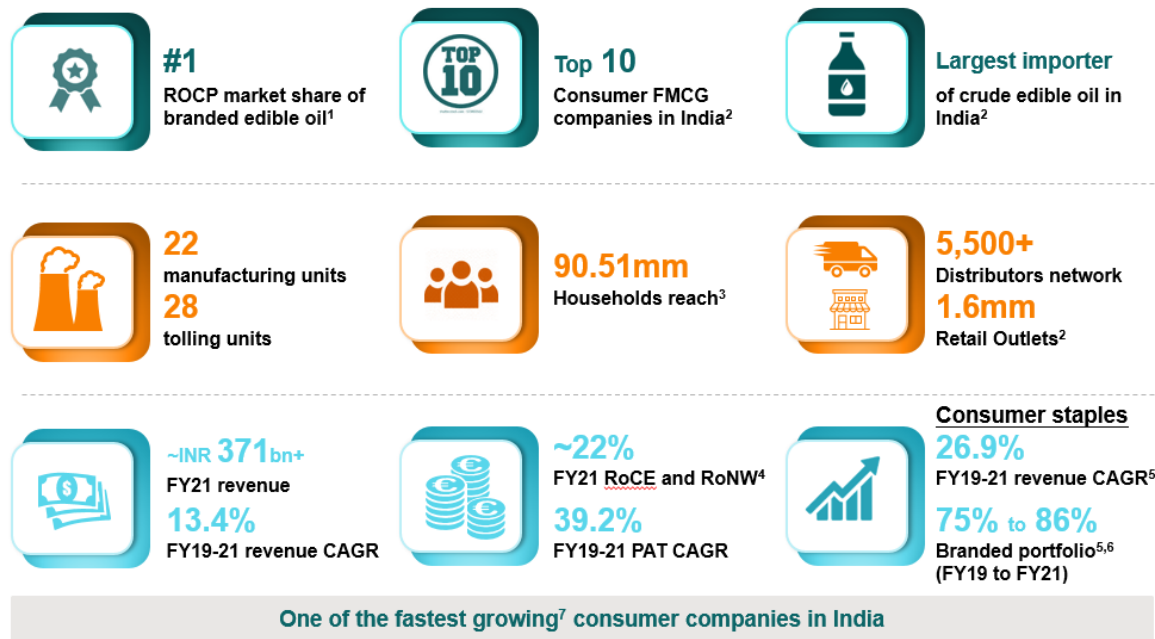 #1
ROCP market share of
branded edible oil¹
TOP
10
Top 10
Consumer FMCG
companies in India²
Largest importer
of crude edible oil in
India²
22
manufacturing units
28
tolling units
90.51mm
Households reach³
5,500+
Distributors network
1.6mm
Retail Outlets²
~INR 371bn+
FY21 revenue
13.4%
FY19-21 revenue CAGR
~22%
FY21 RoCE and RoNW⁴
39.2%
FY19-21 PAT CAGR
Consumer staples
26.9%
FY19-21 revenue CAGR⁵
75% to 86%
Branded portfolio⁵,⁶
(FY19 to FY21)
One of the fastest growing⁷ consumer companies in India